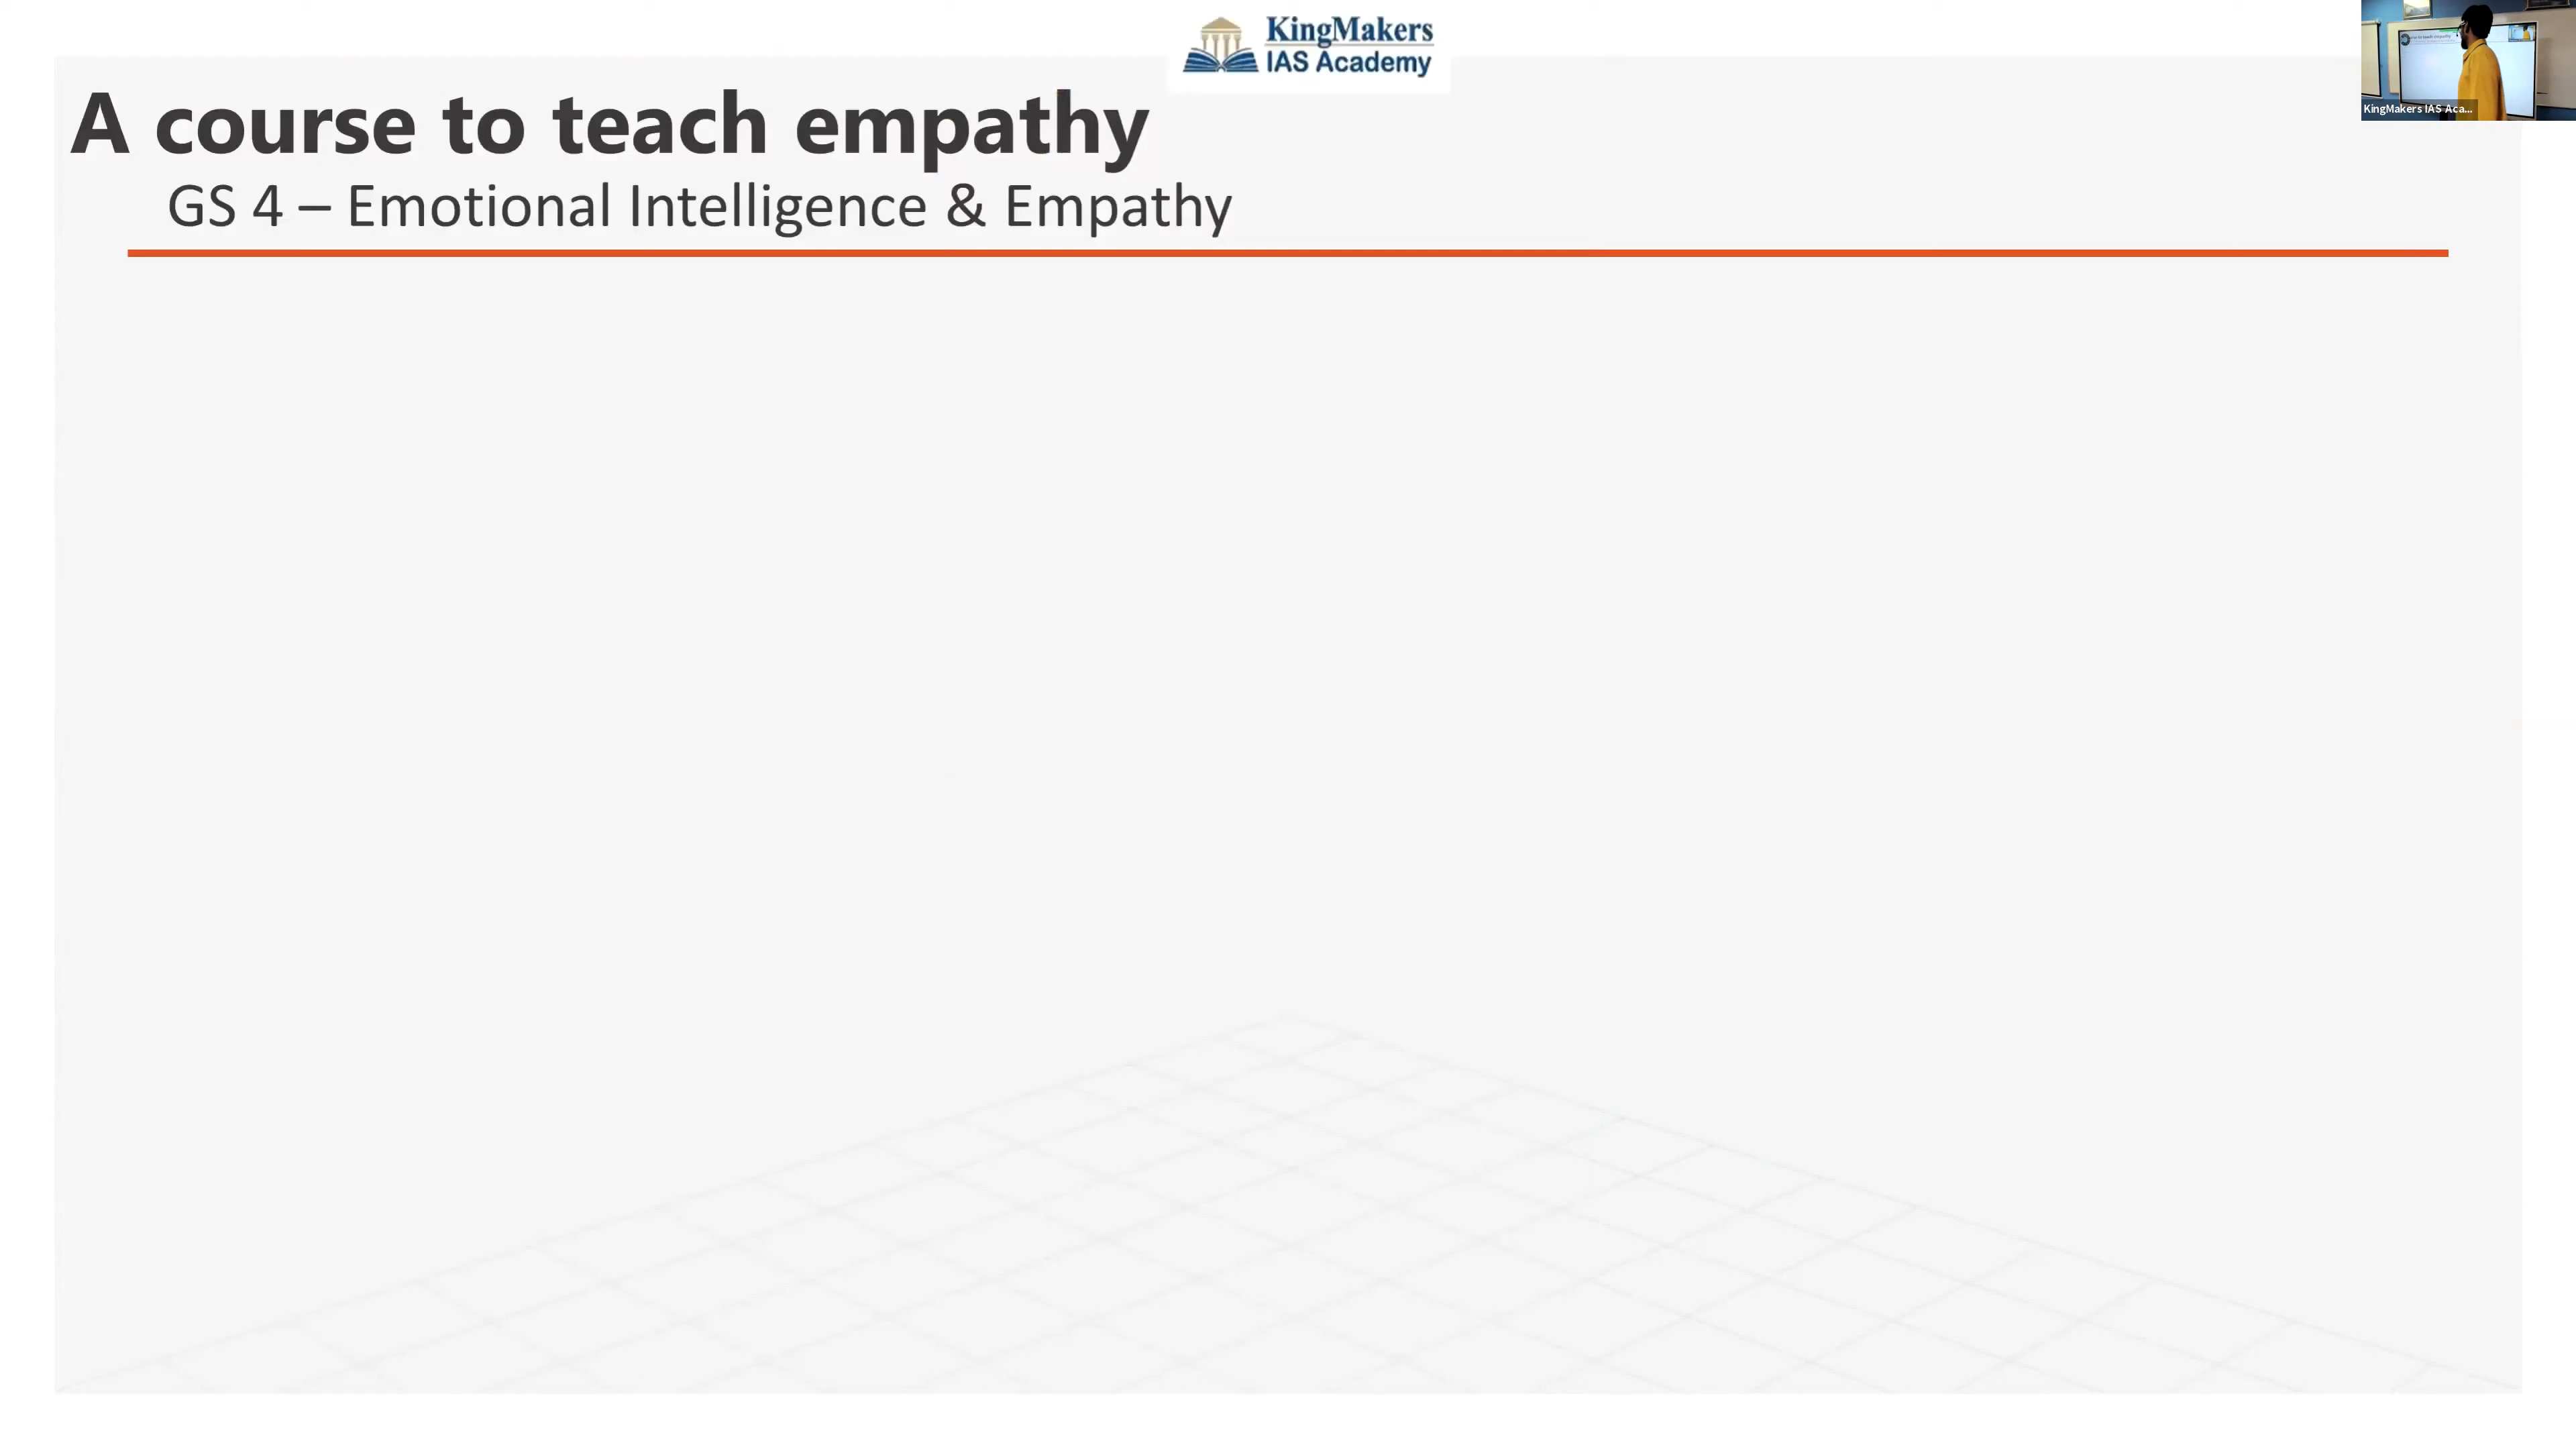 KingMakers
IAS Academy
A course to teach empathy
GS 4 – Emotional Intelligence & Empathy
KingMakers IAS Aca...